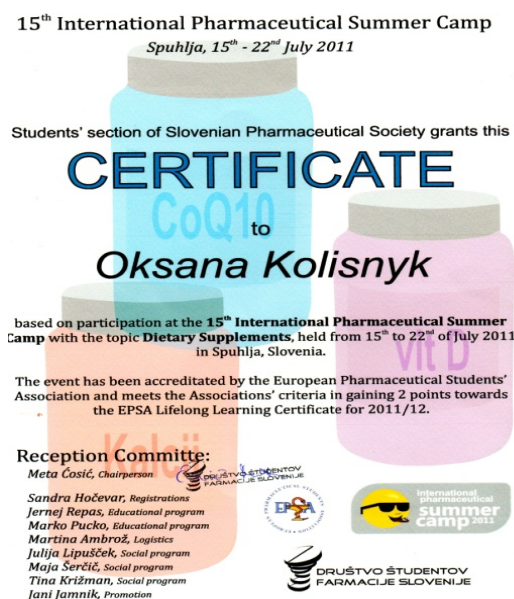 15th International Pharmaceutical Summer Camp
Spuhlja, 15th - 22nd July 2011
Students' section of Slovenian Pharmaceutical Society grants this
CERTIFICATE
CoQ10
to
Oksana Kolisnyk
based on participation at the 15th International Pharmaceutical Summer
Camp with the topic Dietary Supplements, held from 15th to 22nd of July 2011
in Spuhlja, Slovenia.
vit D
The event has been accredited by the European Pharmaceutical Students'
Association and meets the Associations' criteria in gaining 2 points towards
the EPSA Lifelong Learning Certificate for 2011/12.
Kalcij
Reception Committe:
Meta Ćosić, Chairperson
DRUŠTVO ŠTUDENTOV
FARMACIJE SLOVENIJE
Sandra Hočevar, Registrations
Jernej Repas, Educational program
Marko Pucko, Educational program
Martina Ambrož, Logistics
Julija Lipušček, Social program
Maja Šerčič, Social program
Tina Križman, Social program
Jani Jamnik, Promotion
EPSA
international
pharmaceutical
summer
camp 2011
DRUŠTVO ŠTUDENTOV
FARMACIJE SLOVENIJE